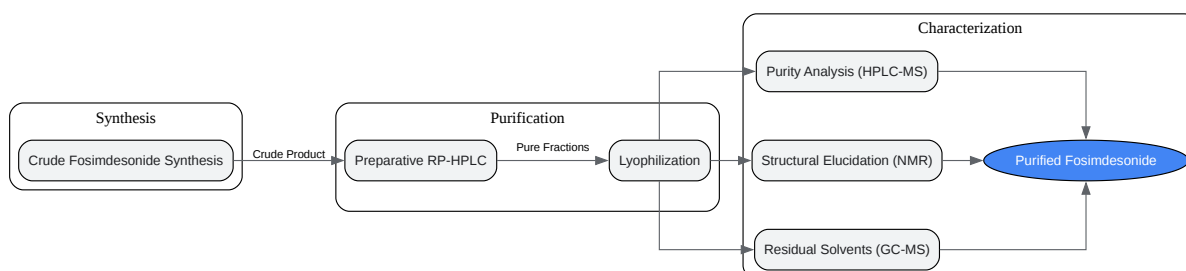 Synthesis
Crude Fosimdesonide Synthesis
Crude Product
Purification
Preparative RP-HPLC
Pure Fractions
Lyophilization
Characterization
Purity Analysis (HPLC-MS)
Structural Elucidation (NMR)
Residual Solvents (GC-MS)
Purified Fosimdesonide